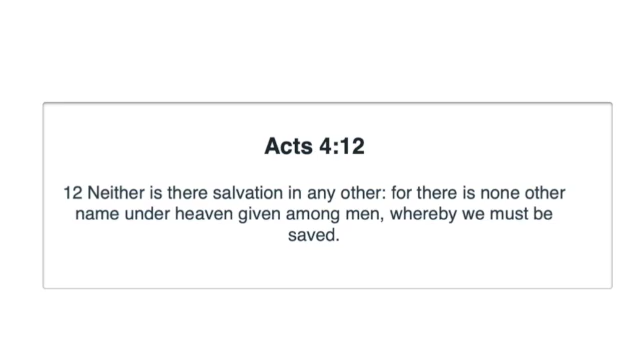 Acts 4:12
12 Neither is there salvation in any other: for there is none other
name under heaven given among men, whereby we must be
saved.